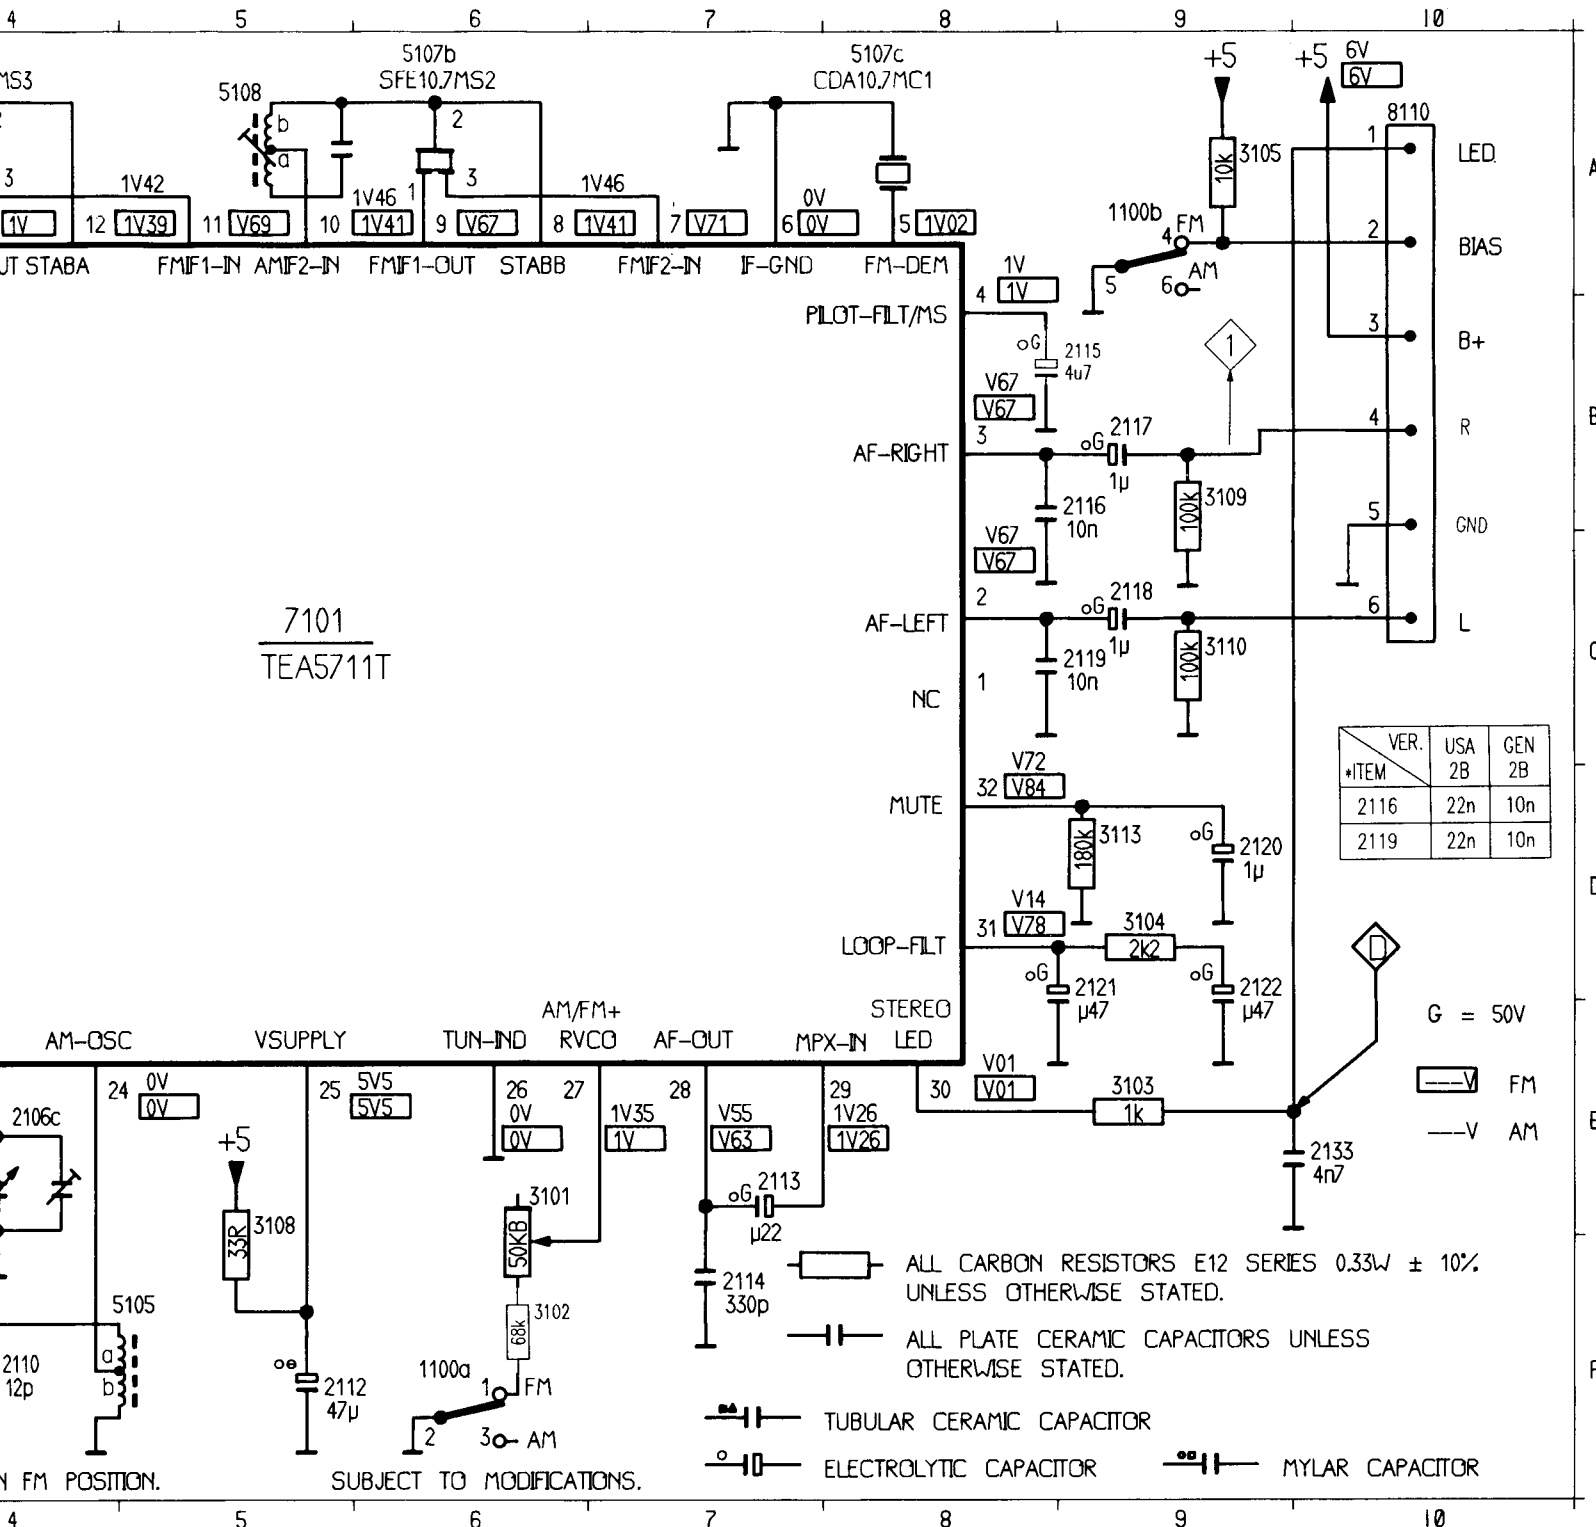 4 5 6 7 8 9 10
MS3
5108
b
a
5107b
SFE10.7MS2
2
1
3
5107c
CDA10.7MC1
+5
+5
6V
6V
8110
3105
10k
1 LED
2 BIAS
3 B+
4 R
5 GND
6 L
A
3
1V
12
1V42
1V39
11
V69
10
1V46
1V41
9
V67
8
1V46
1V41
7
V71
6
0V
0V
5
1V02
1100b
4 FM
5
6 AM
UT STABA FMIF1-IN AMIF2-IN FMIF1-OUT STABB FMIF2-IN IF-GND FM-DEM
PILOT-FILT/MS
4
1V
1V
G
2115
4u7
1
B
V67
V67
3
AF-RIGHT
G
2117
1µ
2116
10n
3109
100k
V67
V67
2
AF-LEFT
G
2118
1µ
2119
10n
3110
100k
7101
TEA5711T
NC
1
VER. USA GEN
*ITEM 2B 2B
2116 22n 10n
2119 22n 10n
MUTE
32
V72
V84
3113
180k
G
2120
1µ
LOOP-FILT
31
V14
V78
3104
2k2
G
2121
µ47
G
2122
µ47
D
G = 50V
AM-OSC VSUPPLY TUN-IND AM/FM+
RVCO AF-OUT MPX-IN STEREO
LED
24
0V
0V
25
5V5
5V5
26
0V
0V
27
1V35
1V
28
V55
V63
29
1V26
1V26
30
V01
V01
3103
1k
---V FM
---V AM
2133
4n7
2106c
+5
3108
33R
3101
50KB
3102
68k
G
2113
µ22
2114
330p
5105
a
b
2110
12p
2112
47µ
1100a
1 FM
2
3 AM
ALL CARBON RESISTORS E12 SERIES 0.33W ± 10%
UNLESS OTHERWISE STATED.
ALL PLATE CERAMIC CAPACITORS UNLESS
OTHERWISE STATED.
TUBULAR CERAMIC CAPACITOR
ELECTROLYTIC CAPACITOR
MYLAR CAPACITOR
N FM POSITION.
SUBJECT TO MODIFICATIONS.
4 5 6 7 8 9 10